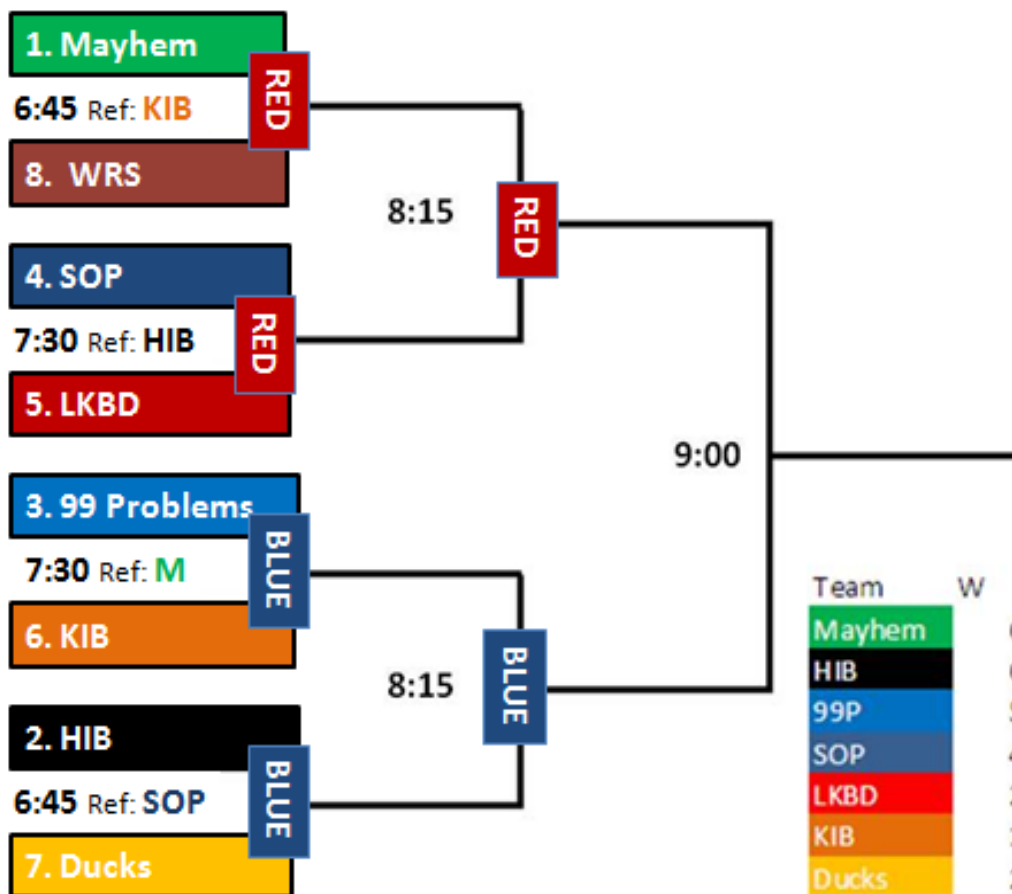 1. Mayhem
RED
6:45 Ref: KIB
8. WRS
8:15
RED
4. SOP
7:30 Ref: HIB
RED
5. LKBD
9:00
3. 99 Problems
BLUE
7:30 Ref: M
6. KIB
8:15
BLUE
2. HIB
6:45 Ref: SOP
BLUE
7. Ducks
Team W
Mayhem
HIB
99P
SOP
LKBD
KIB
Ducks